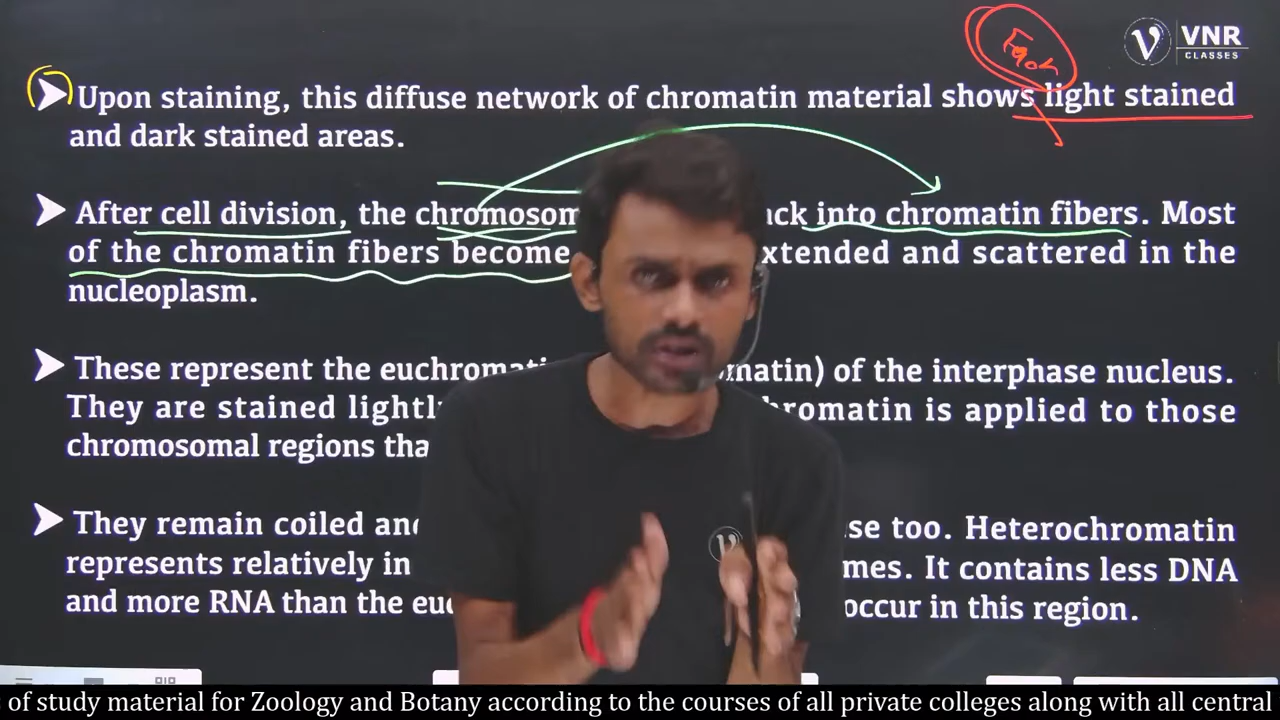 VNR
CLASSES
Upon staining, this diffuse network of chromatin material shows light stained
and dark stained areas.
After cell division, the chromosom ack into chromatin fibers. Most
of the chromatin fibers become xtended and scattered in the
nucleoplasm.
These represent the euchromati matin) of the interphase nucleus.
They are stained lightl hromatin is applied to those
chromosomal regions tha
They remain coiled and se too. Heterochromatin
represents relatively in mes. It contains less DNA
and more RNA than the eu occur in this region.
of study material for Zoology and Botany according to the courses of all private colleges along with all central